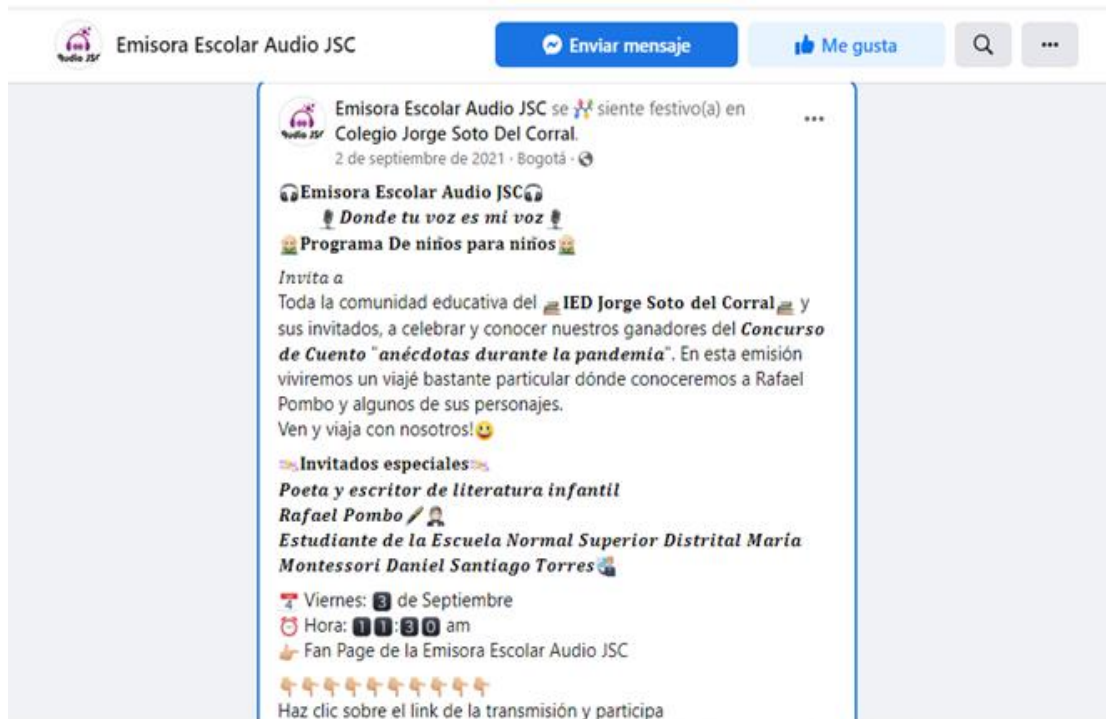 Emisora Escolar Audio JSC
Enviar mensaje
Me gusta
Audio JSC
Emisora Escolar Audio JSC se siente festivo(a) en
Colegio Jorge Soto Del Corral.
2 de septiembre de 2021 · Bogotá ·
Audio JSC
🎧Emisora Escolar Audio JSC🎧
🎙Donde tu voz es mi voz🎙
Programa De niños para niños
Invita a
Toda la comunidad educativa del IED Jorge Soto del Corral y
sus invitados, a celebrar y conocer nuestros ganadores del Concurso
de Cuento "anécdotas durante la pandemia". En esta emisión
viviremos un viajé bastante particular dónde conoceremos a Rafael
Pombo y algunos de sus personajes.
Ven y viaja con nosotros!😃
Invitados especiales
Poeta y escritor de literatura infantil
Rafael Pombo
Estudiante de la Escuela Normal Superior Distrital María
Montessori Daniel Santiago Torres
Viernes: 3 de Septiembre
Hora: 11:30 am
Fan Page de la Emisora Escolar Audio JSC
Haz clic sobre el link de la transmisión y participa